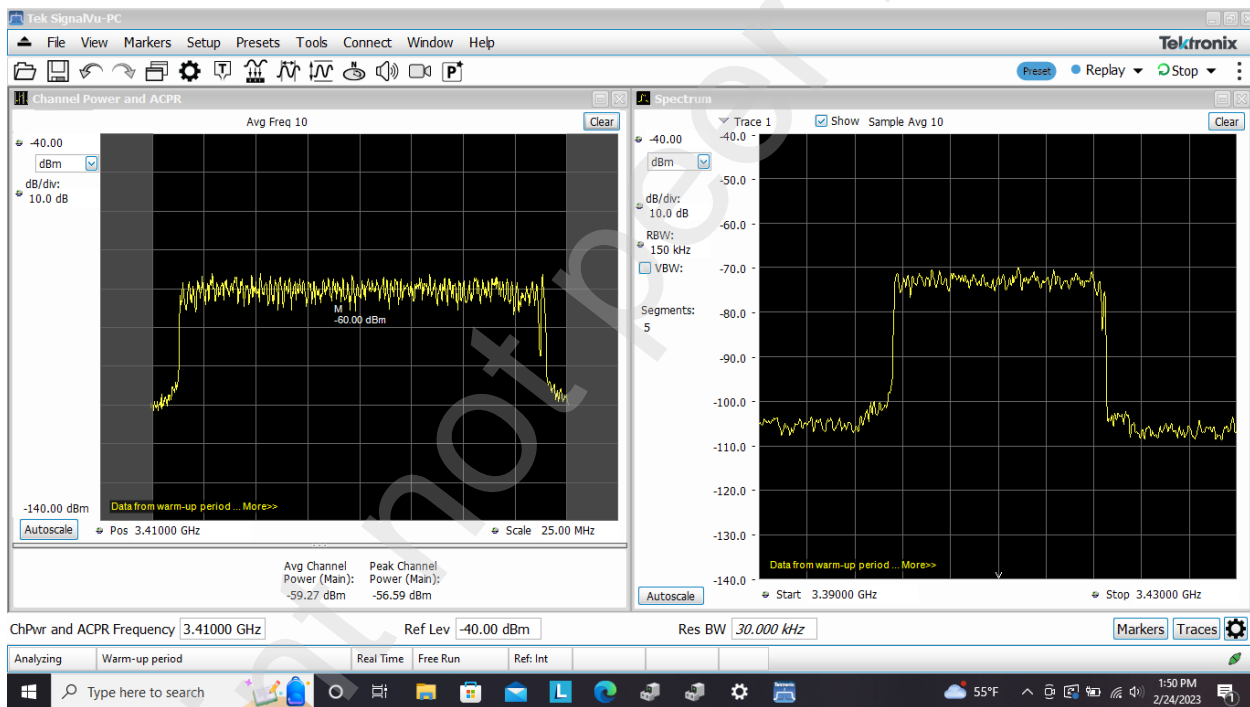 Tek SignalVu-PC
File View Markers Setup Presets Tools Connect Window Help
Tektronix
Preset Replay Stop
Channel Power and ACPR
Avg Freq 10
Clear
-40.00
dBm
dB/div:
10.0 dB
M
-60.00 dBm
-140.00 dBm
Data from warm-up period ... More>>
Autoscale
Pos 3.41000 GHz
Scale 25.00 MHz
Avg Channel Power (Main):
-59.27 dBm
Peak Channel Power (Main):
-56.59 dBm
Spectrum
Trace 1
Show
Sample Avg 10
Clear
-40.00
dBm
dB/div:
10.0 dB
RBW:
150 kHz
VBW:
Segments:
5
-40.0
-50.0
-60.0
-70.0
-80.0
-90.0
-100.0
-110.0
-120.0
-130.0
-140.0
Data from warm-up period ... More>>
Autoscale
Start 3.39000 GHz
Stop 3.43000 GHz
ChPwr and ACPR Frequency 3.41000 GHz
Ref Lev -40.00 dBm
Res BW 30.000 kHz
Markers Traces
Analyzing Warm-up period Real Time Free Run Ref: Int
Type here to search
L
55°F
1:50 PM
2/24/2023
1
not peer